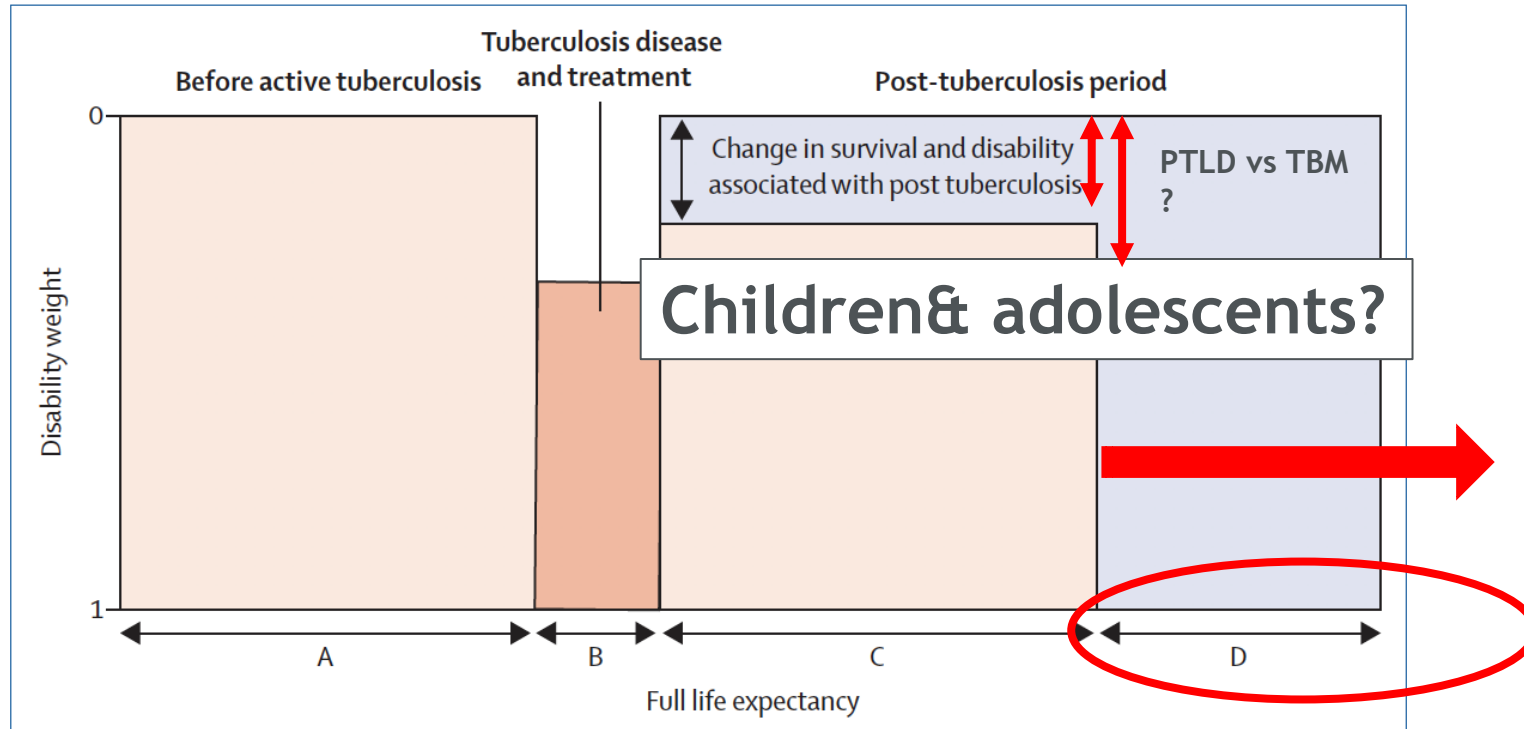 Tuberculosis disease
and treatment
Before active tuberculosis
Post-tuberculosis period
0
Change in survival and disability
associated with post tuberculosis
PTLD vs TBM
?
Children& adolescents?
Disability weight
1
A
B
C
D
Full life expectancy